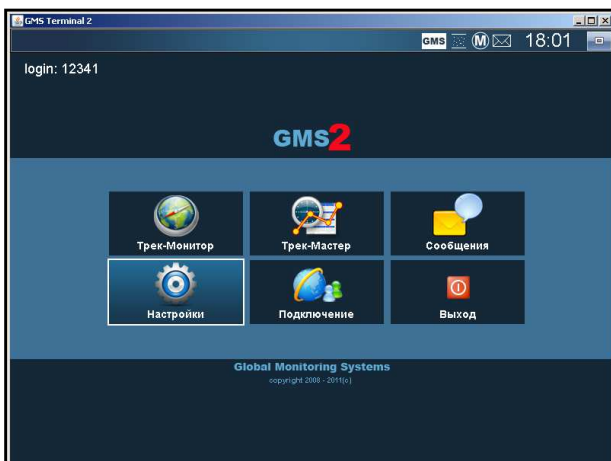 GMS Terminal 2
GMS M 18:01
login: 12341
GMS2
Трек-Монитор Трек-Мастер Сообщения
Настройки Подключение Выход
Global Monitoring Systems
copyright 2008 - 2011(c)